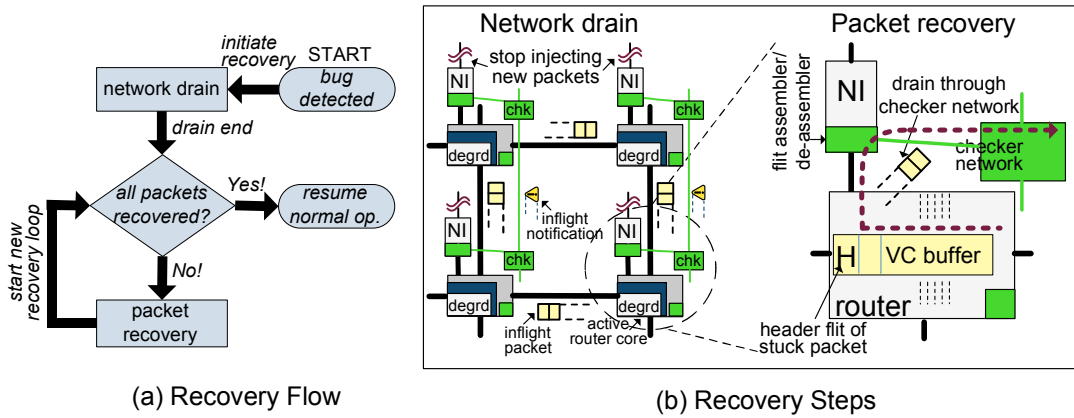 initiate
recovery
START
bug
detected
network drain
drain end
all packets
recovered?
Yes!
resume
normal op.
start new
recovery loop
No!
packet
recovery
(a) Recovery Flow
Network drain
NI
stop injecting
new packets
NI
chk
chk
degrd
degrd
inflight
notification
NI
NI
chk
chk
degrd
degrd
inflight
packet
active
router core
Packet recovery
NI
flit assembler/
de-assembler
drain through
checker network
checker
network
H
VC buffer
router
header flit of
stuck packet
(b) Recovery Steps